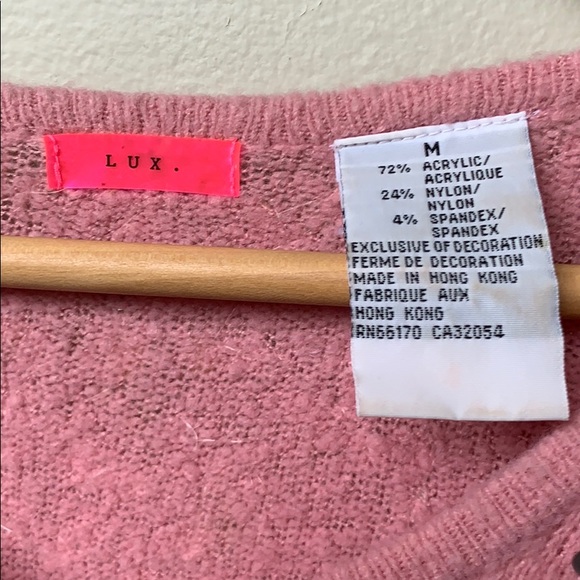 LUX.
M
72% ACRYLIC/
ACRYLIQUE
24% NYLON/
NYLON
4% SPANDEX/
SPANDEX
EXCLUSIVE OF DECORATION
FERME DE DECORATION
MADE IN HONG KONG
FABRIQUE AUX
HONG KONG
RN66170 CA32054